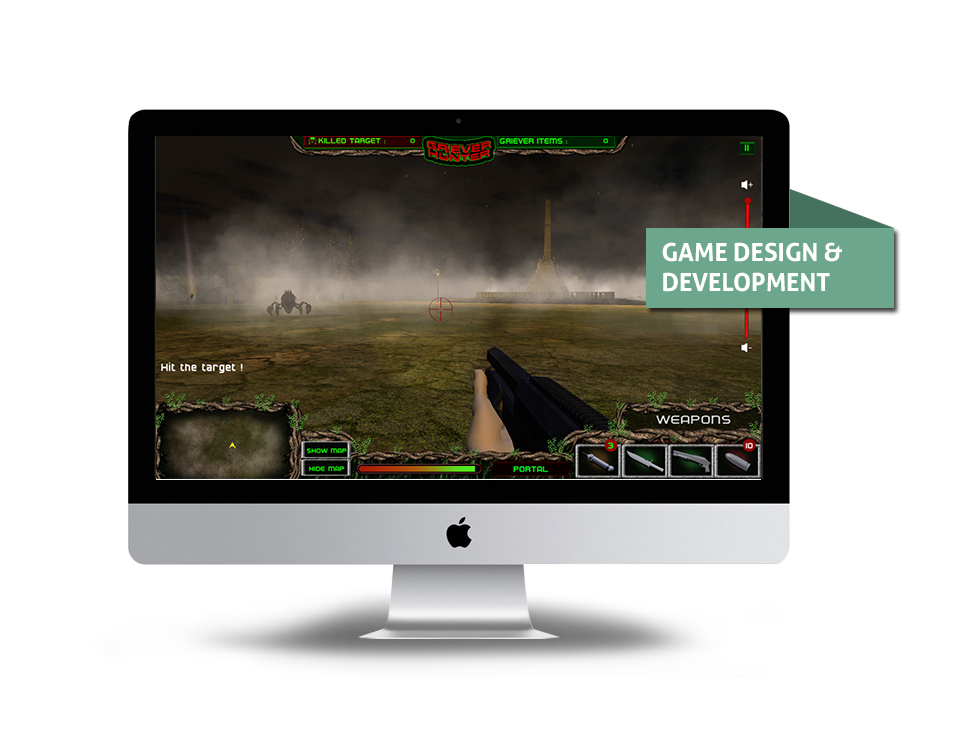 KILLED TARGET : 0
GRIEVER HUNTER
GRIEVER ITEMS : 0
GAME DESIGN &
DEVELOPMENT
Hit the target !
WEAPONS
SHOW MAP
HIDE MAP
PORTAL
3
10